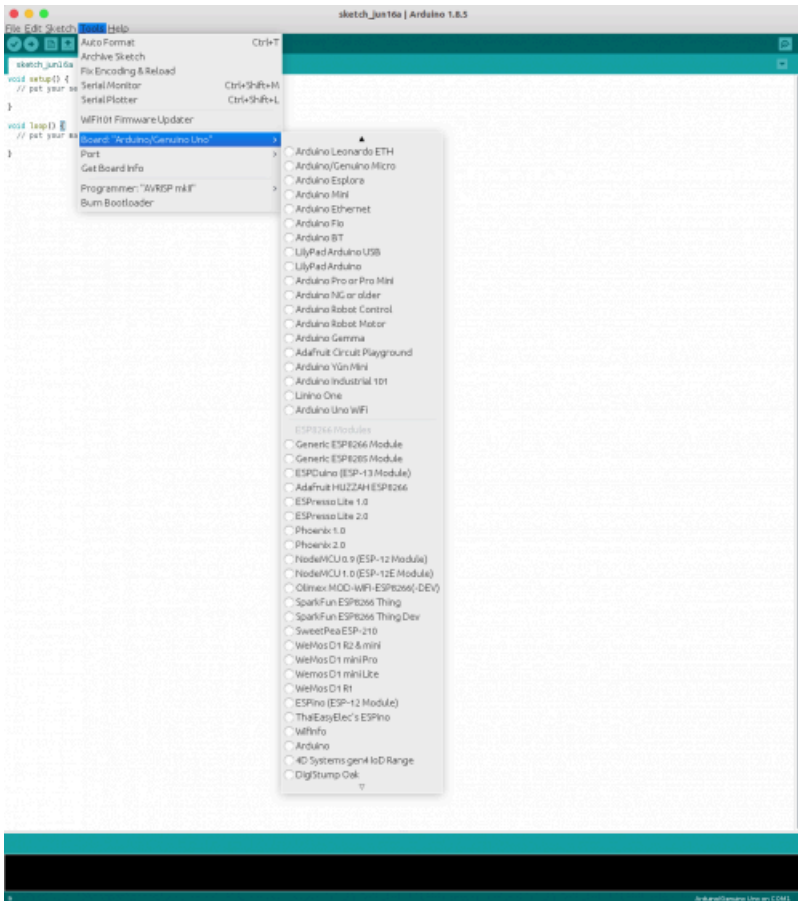 sketch_jun16a | Arduino 1.8.5
File Edit Sketch Tools Help
sketch_jun16a
void setup() {
// put your se
}
void loop() {
// put your ma
}
Auto Format Ctrl+T
Archive Sketch
Fix Encoding & Reload
Serial Monitor Ctrl+Shift+M
Serial Plotter Ctrl+Shift+L
WiFi101 Firmware Updater
Board: "Arduino/Genuino Uno"
Port
Get Board Info
Programmer: "AVRISP mkII"
Burn Bootloader
Arduino Leonardo ETH
Arduino/Genuino Micro
Arduino Esplora
Arduino Mini
Arduino Ethernet
Arduino Fio
Arduino BT
LilyPad Arduino USB
LilyPad Arduino
Arduino Pro or Pro Mini
Arduino NG or older
Arduino Robot Control
Arduino Robot Motor
Arduino Gemma
Adafruit Circuit Playground
Arduino Yún Mini
Arduino Industrial 101
Linino One
Arduino Uno WiFi
ESP8266 Modules
Generic ESP8266 Module
Generic ESP8285 Module
ESPDuino (ESP-13 Module)
Adafruit HUZZAH ESP8266
ESPresso Lite 1.0
ESPresso Lite 2.0
Phoenix 1.0
Phoenix 2.0
NodeMCU 0.9 (ESP-12 Module)
NodeMCU 1.0 (ESP-12E Module)
Olimex MOD-WIFI-ESP8266(-DEV)
SparkFun ESP8266 Thing
SparkFun ESP8266 Thing Dev
SweetPea ESP-210
WeMos D1 R2 & mini
WeMos D1 mini Pro
Wemos D1 mini Lite
WeMos D1 R1
ESPino (ESP-12 Module)
ThaiEasyElec's ESPino
WifInfo
Arduino
4D Systems gen4 IoD Range
DigiStump Oak
Arduino/Genuino Uno on COM1